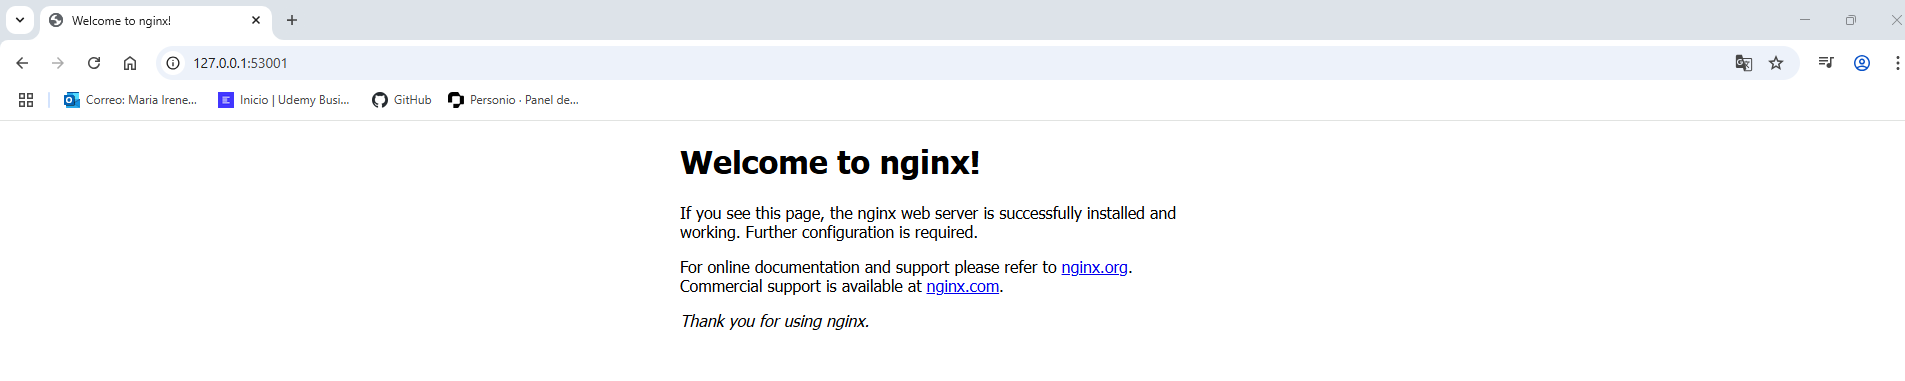 Welcome to nginx!
127.0.0.1:53001
Correo: Maria Irene...
Inicio | Udemy Busi...
GitHub
Personio · Panel de...
Welcome to nginx!
If you see this page, the nginx web server is successfully installed and
working. Further configuration is required.
For online documentation and support please refer to nginx.org.
Commercial support is available at nginx.com.
Thank you for using nginx.